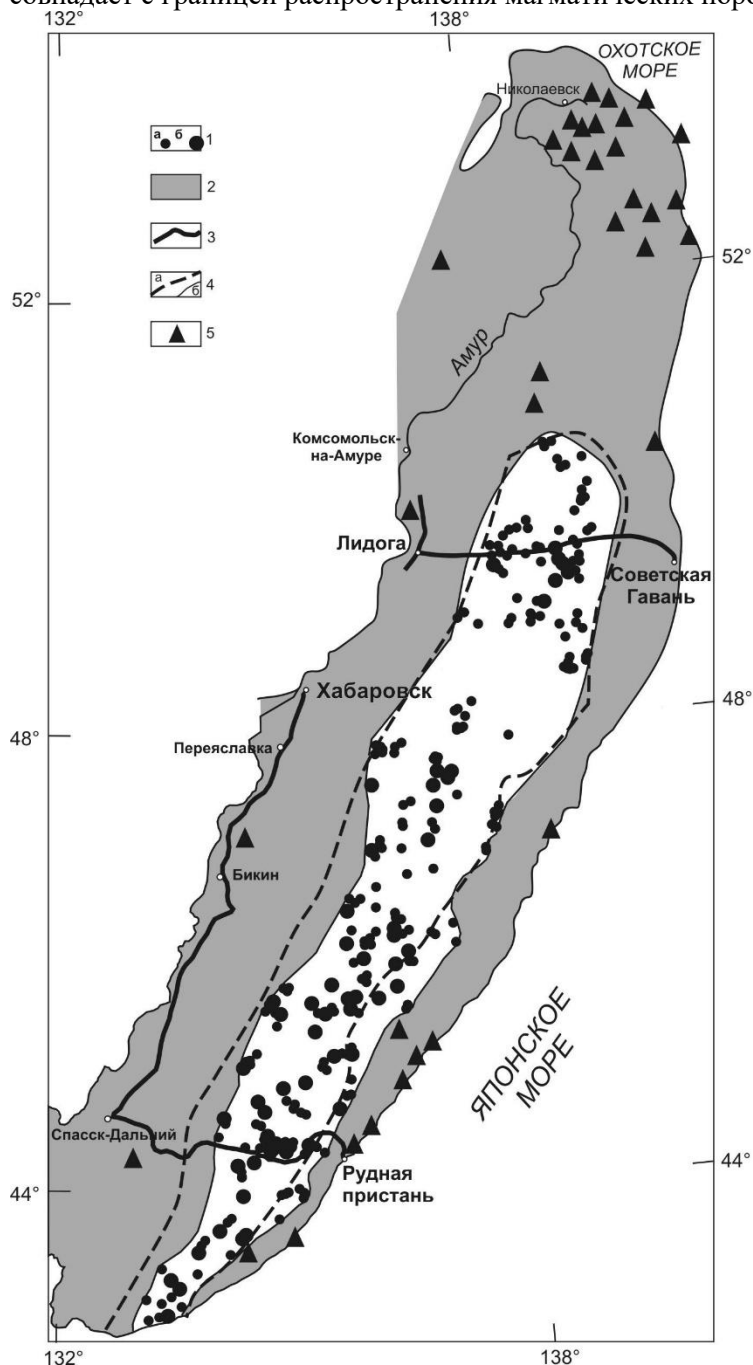 совпадает с границей распространения магматических поро
132°
138°
ОХОТСКОЕ
МОРЕ
Николаевск
а б 1
2
3
а б 4
5
52°
52°
Амур
Комсомольск-
на-Амуре
Лидога
Советская
Гавань
Хабаровск
48°
48°
Переяславка
Бикин
ЯПОНСКОЕ
МОРЕ
Спасск-Дальний
Рудная
пристань
44°
44°
132°
138°